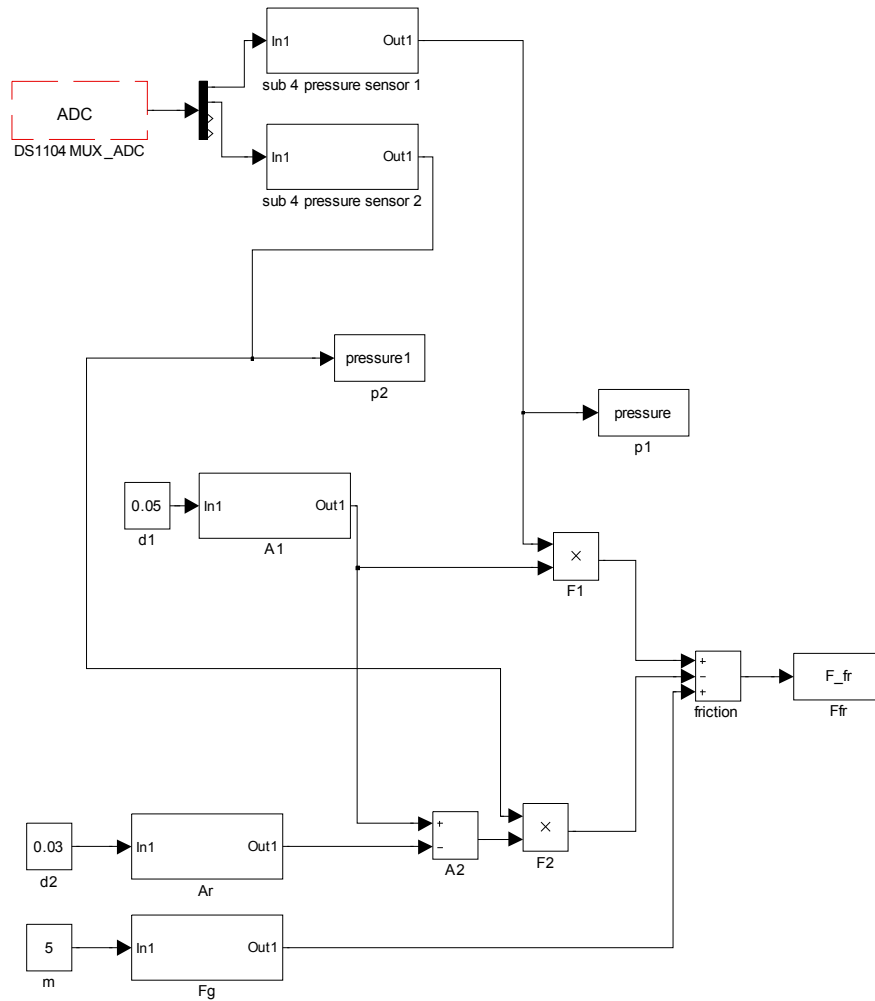 In1
Out1
sub 4 pressure sensor 1
ADC
DS1104 MUX_ADC
In1
Out1
sub 4 pressure sensor 2
pressure1
p2
pressure
p1
0.05
d1
In1
Out1
A1
×
F1
+
−
+
friction
F_fr
Ffr
0.03
d2
In1
Out1
Ar
+
−
A2
×
F2
5
m
In1
Out1
Fg